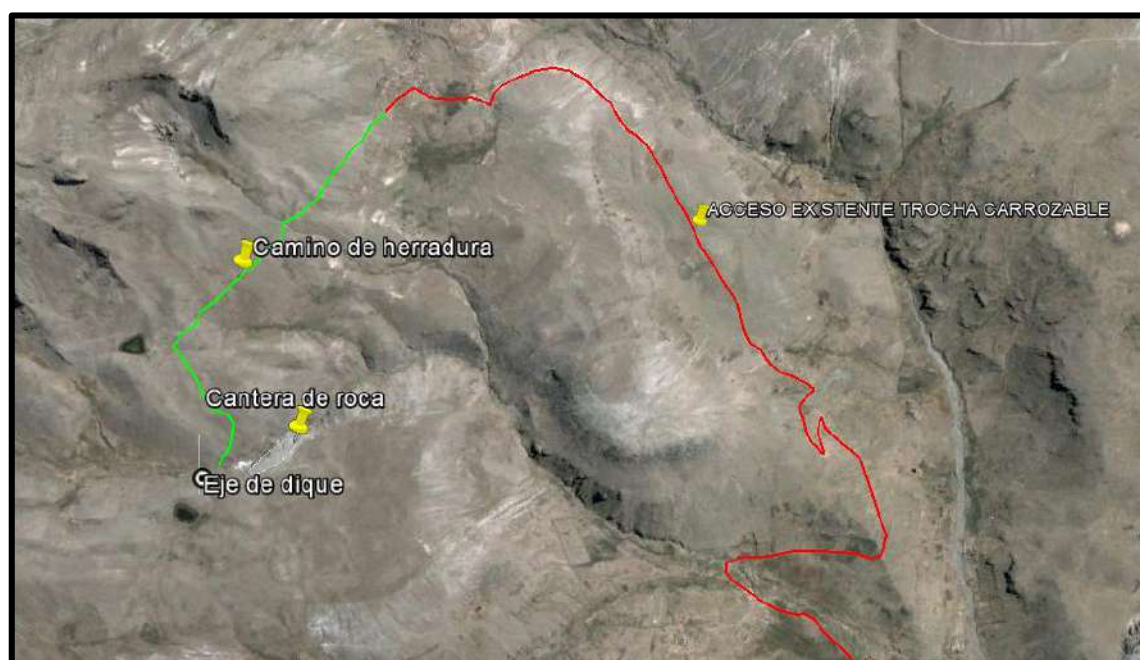 ACCESO EXISTENTE TROCHA CARROZABLE
Camino de herradura
Cantera de roca
Eje de dique